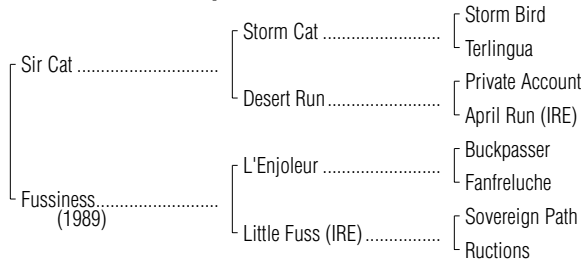 Storm Bird
Storm Cat ........................
Terlingua
Sir Cat .............................
Private Account
Desert Run .......................
April Run (IRE)
Buckpasser
L'Enjoleur ........................
Fanfreluche
Fussiness.........................
(1989)
Sovereign Path
Little Fuss (IRE) ...............
Ructions